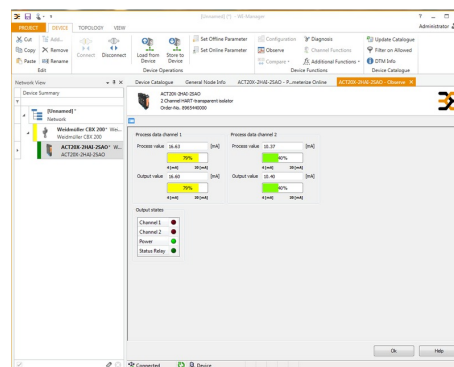 [Unnamed] (*) - WI-Manager
PROJECT DEVICE TOPOLOGY VIEW
Administrator
Cut Add...
Copy Remove
Paste Rename
Edit
Connect Disconnect
Load from Device
Store to Device
Device Operations
Set Offline Parameter
Set Online Parameter
Configuration Diagnosis
Observe Channel Functions
Compare Additional Functions
Device Functions
Update Catalogue
Filter on Allowed
DTM Info
Device Catalogue
Network View
Device Summary
[Unnamed]*
Network
Weidmuller CBX 200* Wei...
Weidmüller CBX 200
ACT20X-2HAI-2SAO* W...
ACT20X-2HAI-2SAO
Device Catalogue General Node Info ACT20X-2HAI-2SAO - P...meterize Online ACT20X-2HAI-2SAO - Observe
ACT20X-2HAI-2SAO
2 Channel HART-transparent isolator
Order-No. 8965440000
Process data channel 1
Process value 16.63 [mA]
79%
4 [mA] 20 [mA]
Output value 16.60 [mA]
79%
4 [mA] 20 [mA]
Process data channel 2
Process value 10.37 [mA]
40%
4 [mA] 20 [mA]
Output value 10.40 [mA]
40%
4 [mA] 20 [mA]
Output states
Channel 1
Channel 2
Power
Status Relay
Ok Help
Connected Device